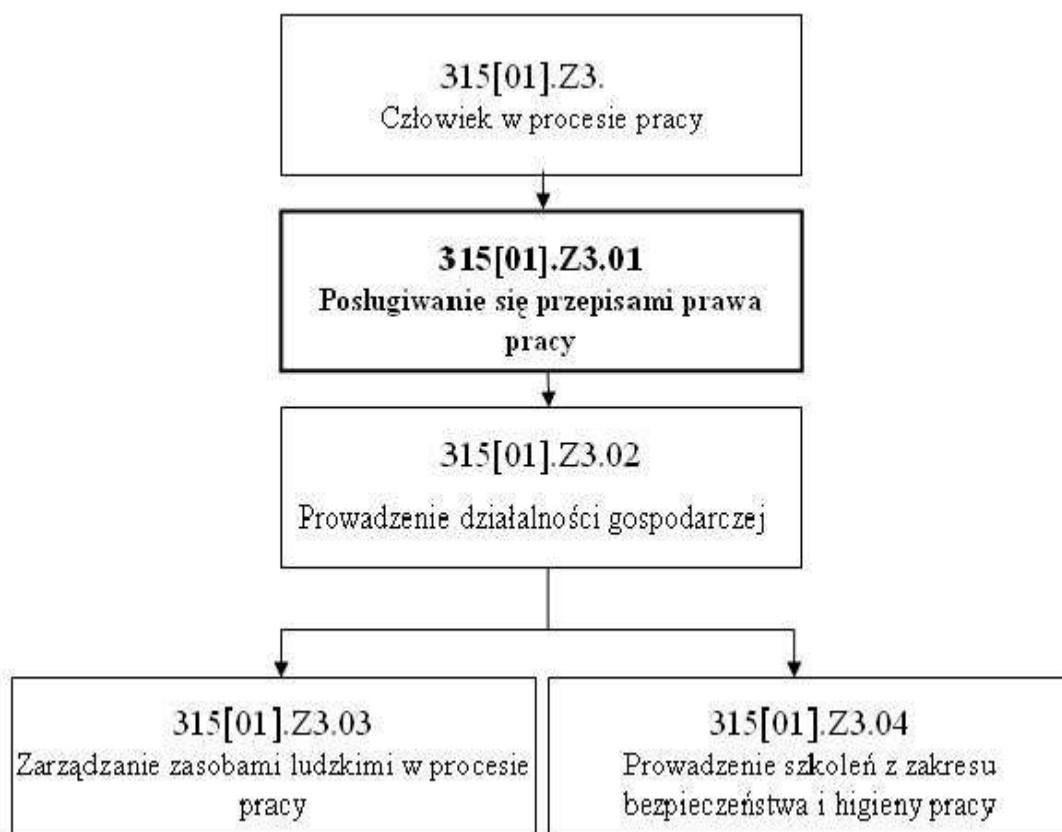 315[01].Z3.
Człowiek w procesie pracy
315[01].Z3.01
Posługiwanie się przepisami prawa
pracy
315[01].Z3.02
Prowadzenie działalności gospodarczej
315[01].Z3.03
Zarządzanie zasobami ludzkimi w procesie
pracy
315[01].Z3.04
Prowadzenie szkoleń z zakresu
bezpieczeństwa i higieny pracy